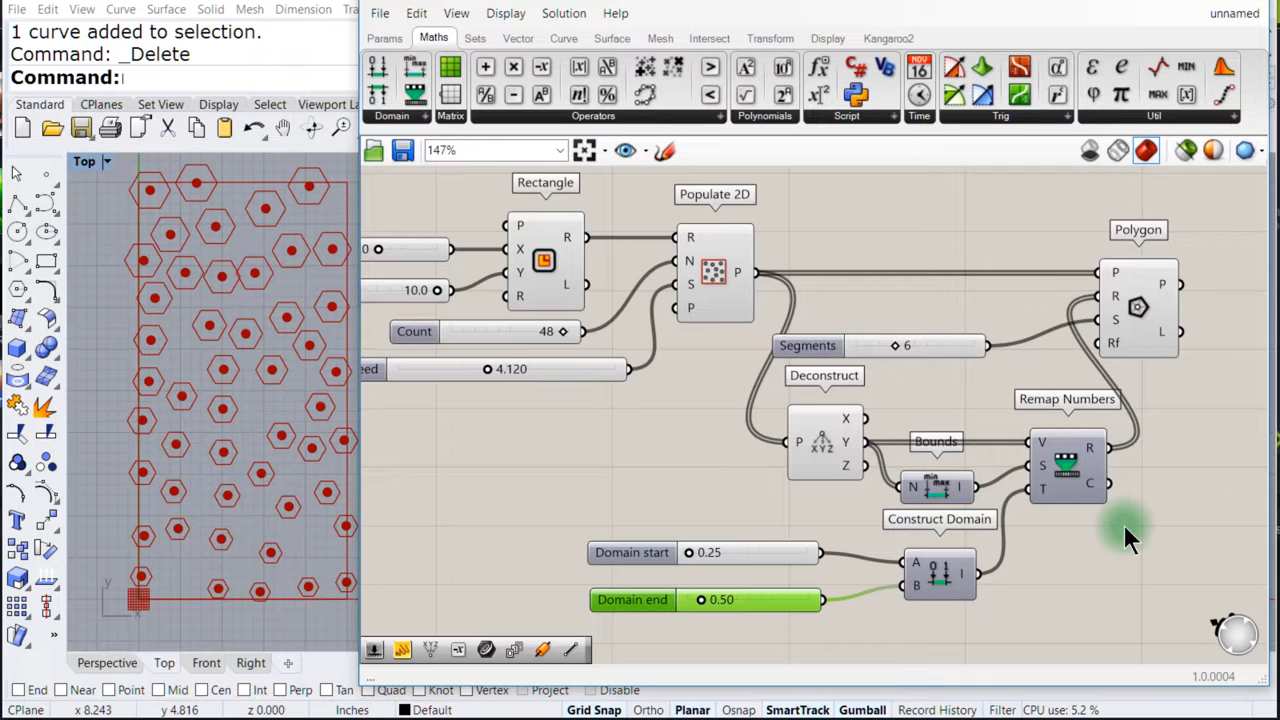 File Edit View Curve Surface Solid Mesh Dimension Tra
1 curve added to selection.
Command: _Delete
Command:
Standard CPlanes Set View Display Select Viewport La
Top
y
x
Perspective Top Front Right
File Edit View Display Solution Help unnamed
Params Maths Sets Vector Curve Surface Mesh Intersect Transform Display Kangaroo2
Domain Matrix Operators Polynomials Script Time Trig Util
147%
Rectangle
P
X
Y
R
R
L
0
10.0
Count 48
eed 4.120
Populate 2D
R
N
S
P
P
Segments 6
Polygon
P
R
S
Rf
P
L
Deconstruct
P
X
Y
Z
Bounds
N I
Remap Numbers
V
S
T
R
C
Construct Domain
A
B
I
Domain start 0.25
Domain end 0.50
... 1.0.0004
End Near Point Mid Cen Int Perp Tan Quad Knot Vertex Project Disable
CPlane x 8.243 y 4.816 z 0.000 Inches Default Grid Snap Ortho Planar Osnap SmartTrack Gumball Record History Filter CPU use: 5.2 %